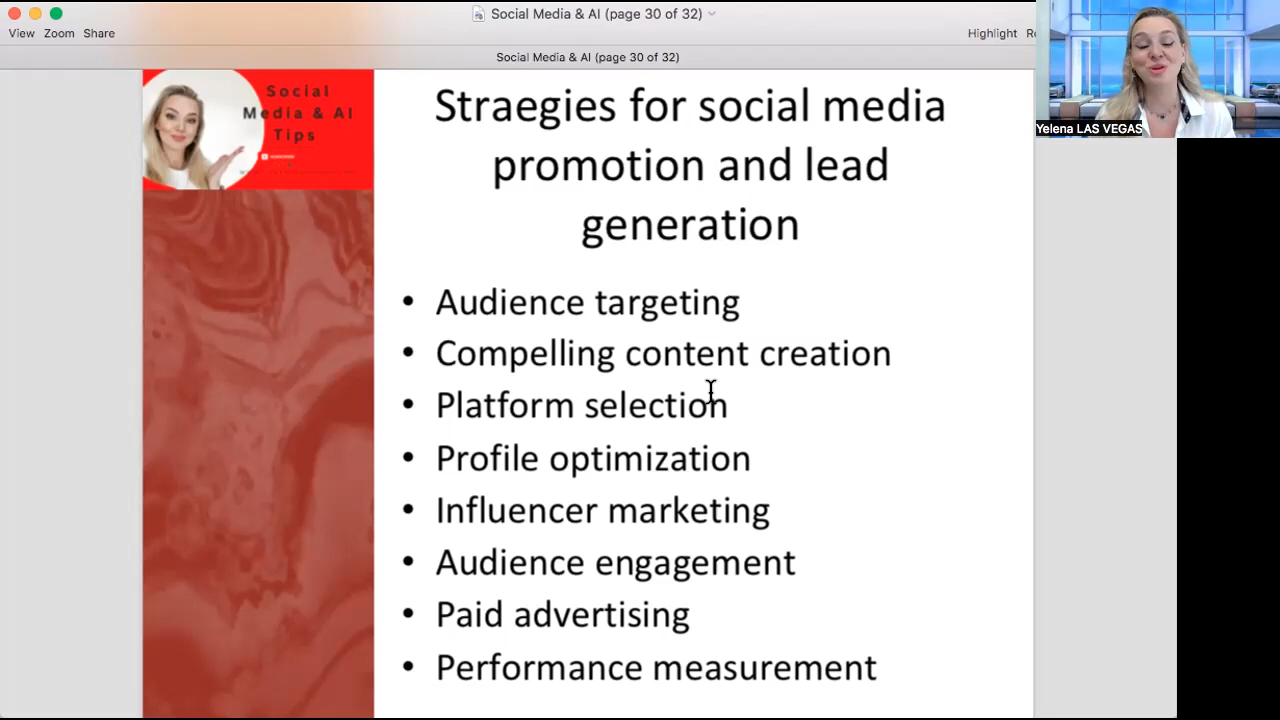 Social Media & AI (page 30 of 32)
View Zoom Share
Highlight
Social Media & AI (page 30 of 32)
Yelena LAS VEGAS
Social
Media & AI
Tips
SUBSCRIBE
Straegies for social media
promotion and lead
generation
• Audience targeting
• Compelling content creation
• Platform selection
• Profile optimization
• Influencer marketing
• Audience engagement
• Paid advertising
• Performance measurement